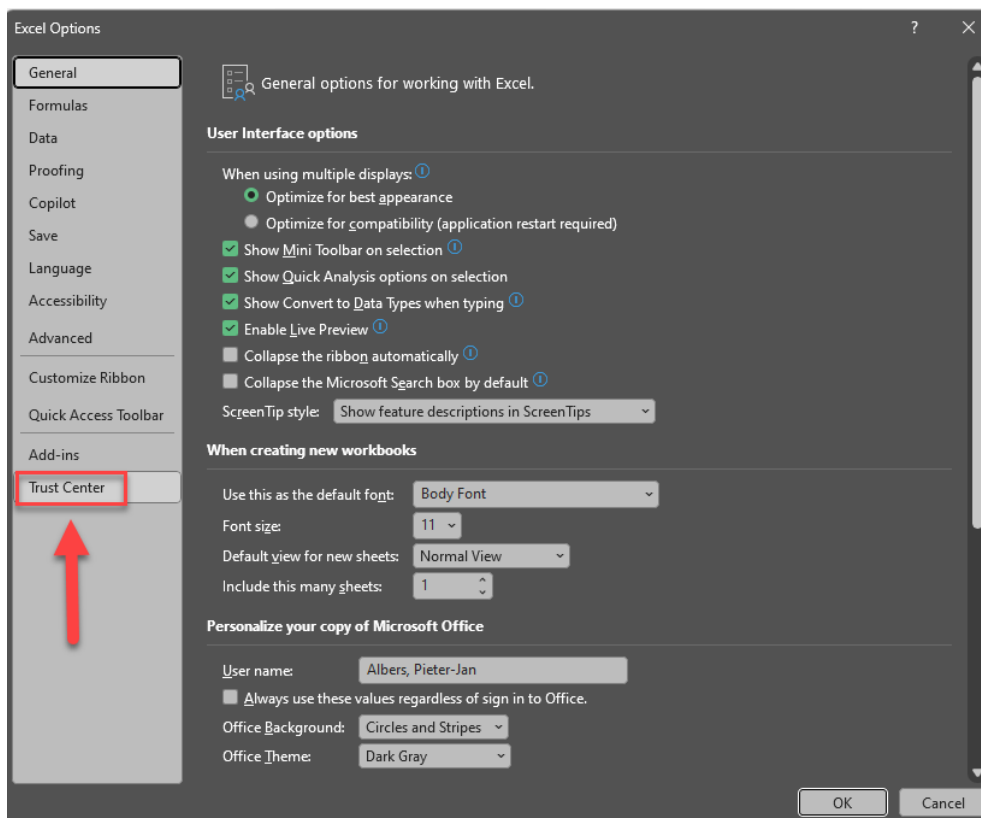 Excel Options
?
General
Formulas
Data
Proofing
Copilot
Save
Language
Accessibility
Advanced
Customize Ribbon
Quick Access Toolbar
Add-ins
Trust Center
General options for working with Excel.
User Interface options
When using multiple displays:
Optimize for best appearance
Optimize for compatibility (application restart required)
Show Mini Toolbar on selection
Show Quick Analysis options on selection
Show Convert to Data Types when typing
Enable Live Preview
Collapse the ribbon automatically
Collapse the Microsoft Search box by default
ScreenTip style: Show feature descriptions in ScreenTips
When creating new workbooks
Use this as the default font: Body Font
Font size: 11
Default view for new sheets: Normal View
Include this many sheets: 1
Personalize your copy of Microsoft Office
User name: Albers, Pieter-Jan
Always use these values regardless of sign in to Office.
Office Background: Circles and Stripes
Office Theme: Dark Gray
OK Cancel